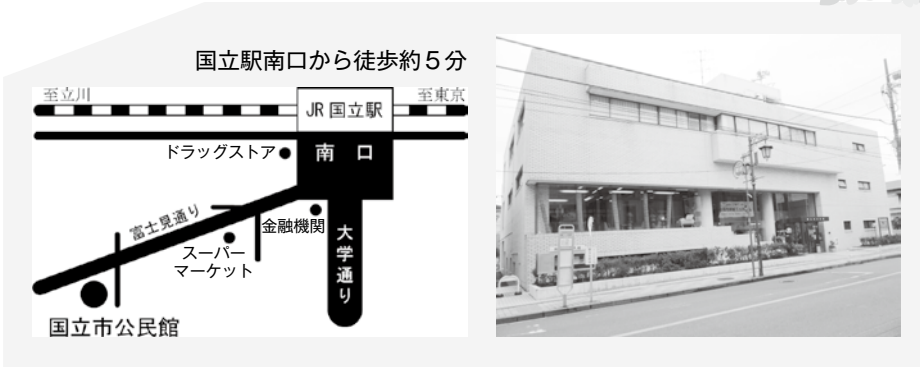 国立駅南口から徒歩約5分
至立川
至東京
JR 国立駅
ドラッグストア
南 口
富士見通り
金融機関
スーパー
マーケット
大学通り
国立市公民館